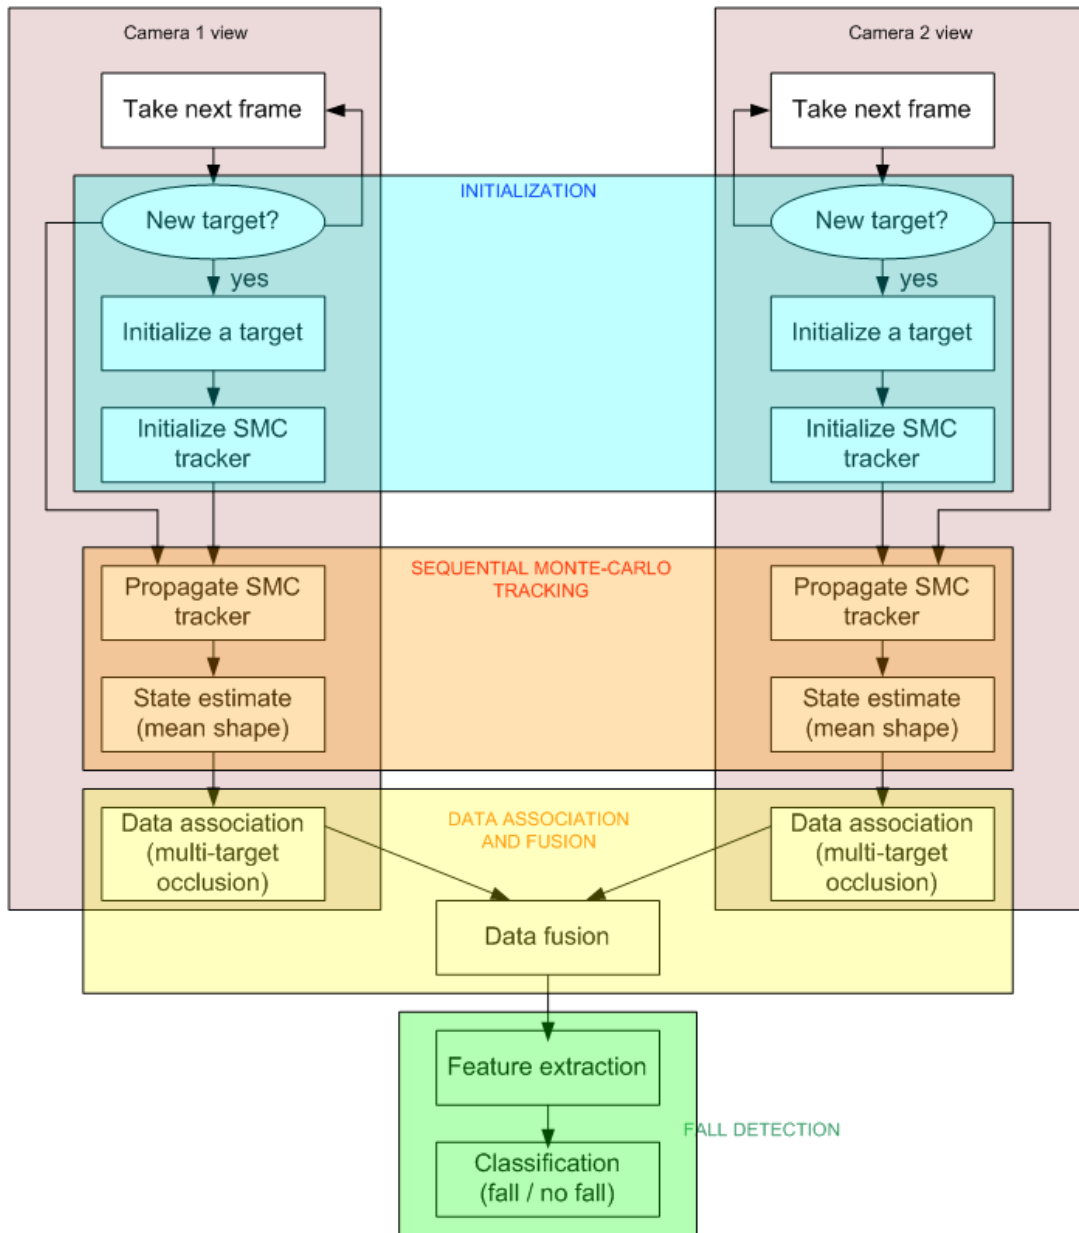 Camera 1 view
Camera 2 view
Take next frame
Take next frame
INITIALIZATION
New target?
New target?
yes
yes
Initialize a target
Initialize a target
Initialize SMC
tracker
Initialize SMC
tracker
SEQUENTIAL MONTE-CARLO
TRACKING
Propagate SMC
tracker
Propagate SMC
tracker
State estimate
(mean shape)
State estimate
(mean shape)
DATA ASSOCIATION
AND FUSION
Data association
(multi-target
occlusion)
Data association
(multi-target
occlusion)
Data fusion
Feature extraction
FALL DETECTION
Classification
(fall / no fall)